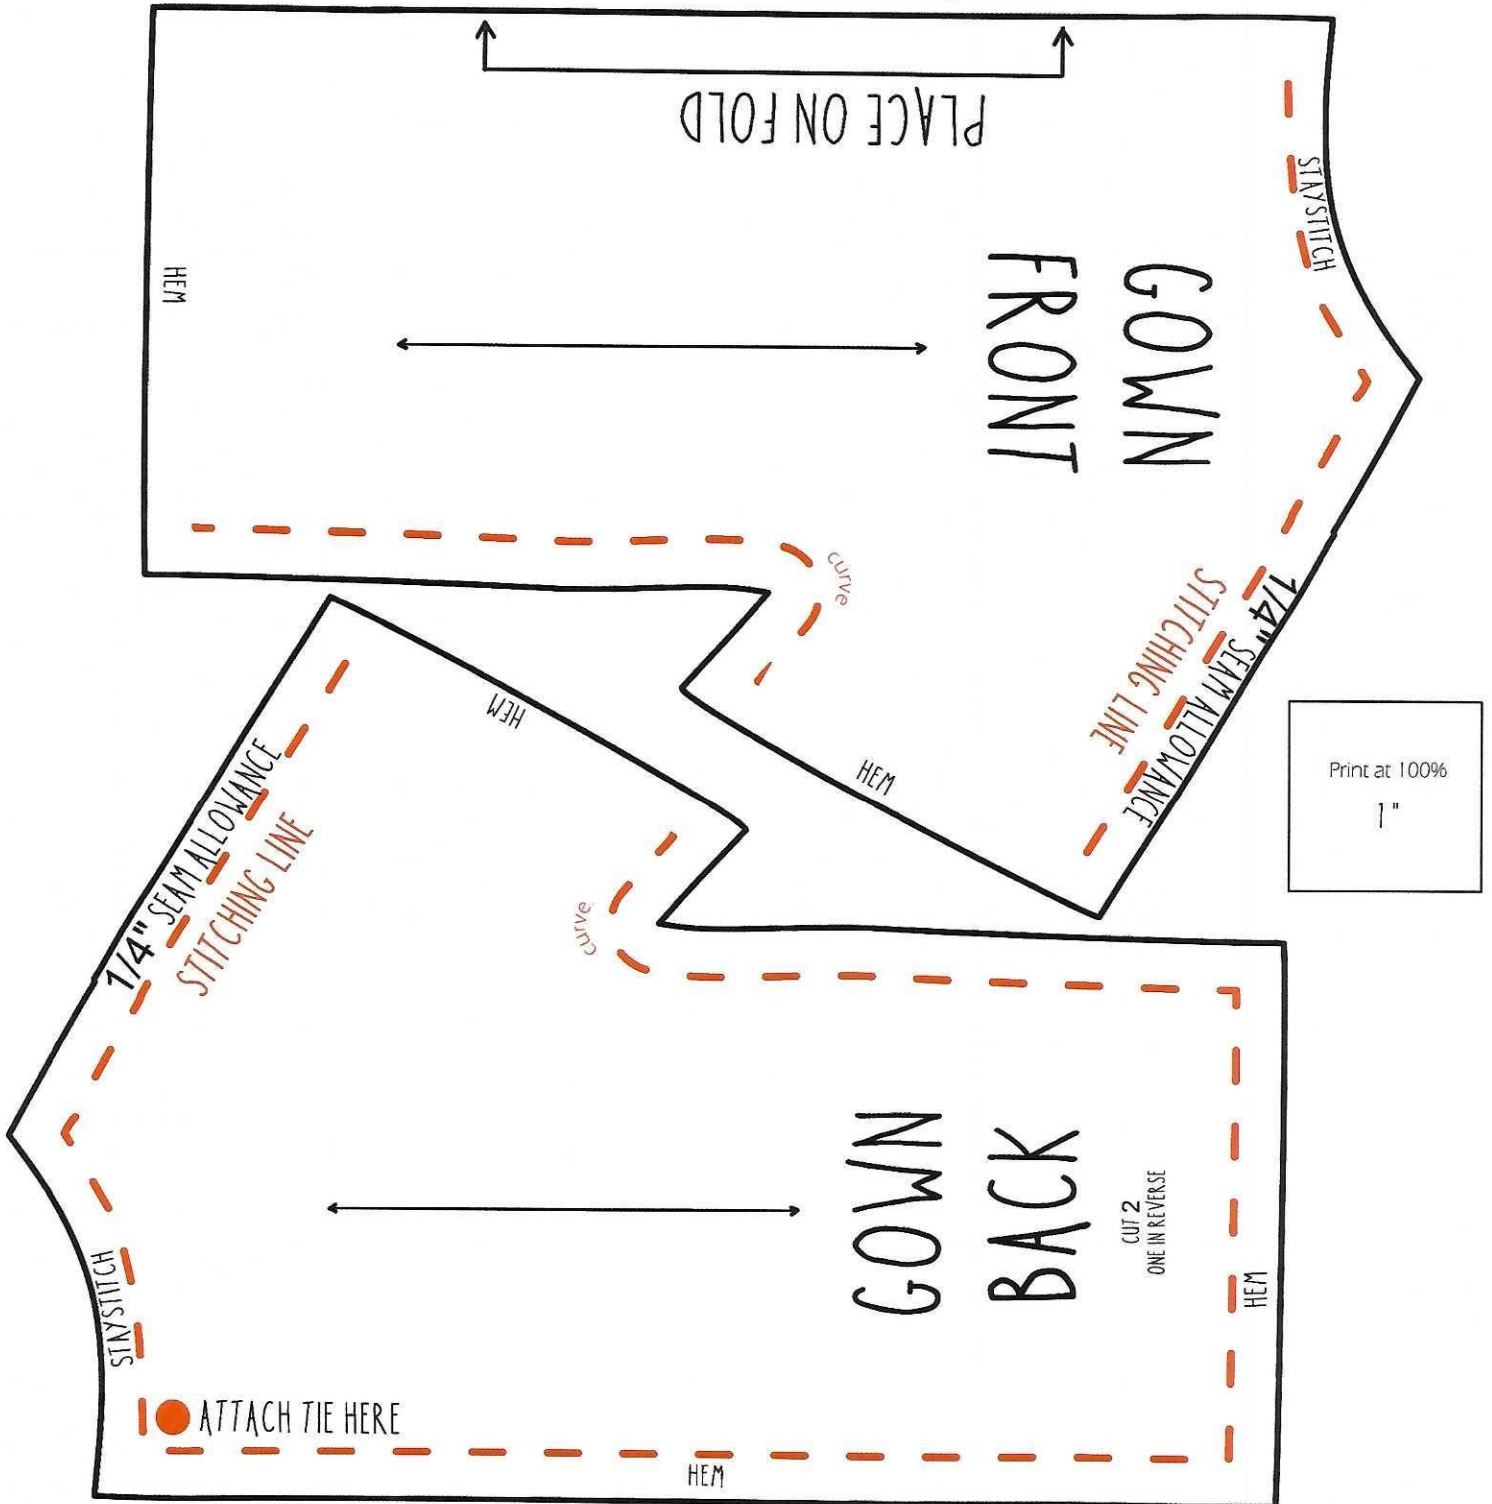 PLACE ON FOLD
STAYSTITCH
GOWN
FRONT
HEM
curve
STITCHING LINE
1/4" SEAM ALLOWANCE
HEM
Print at 100%
1"
HEM
1/4" SEAM ALLOWANCE
STITCHING LINE
curve
GOWN
BACK
CUT 2
ONE IN REVERSE
HEM
STAYSTITCH
ATTACH TIE HERE
HEM